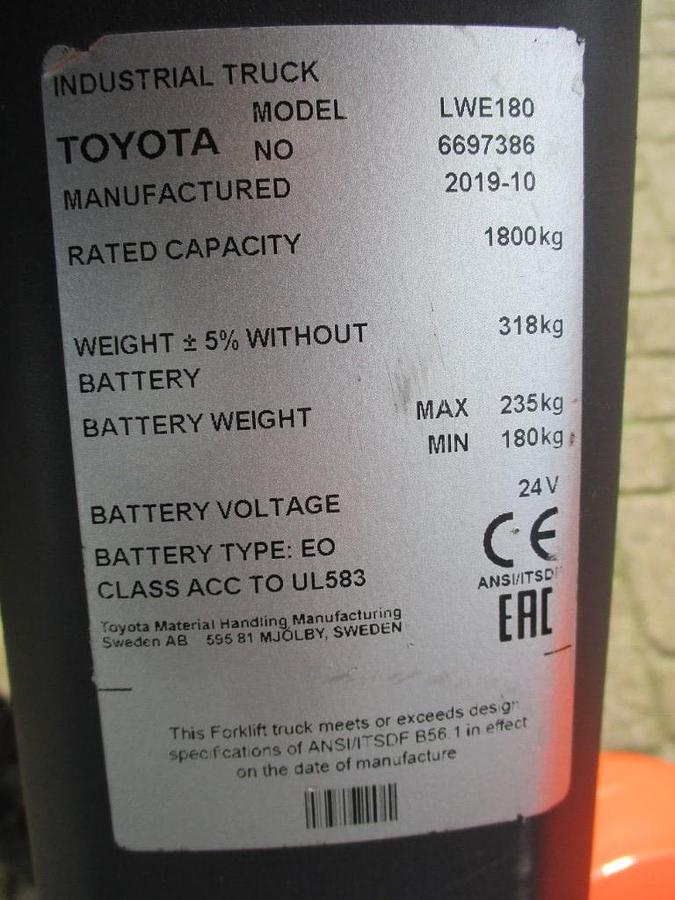 INDUSTRIAL TRUCK
MODEL LWE180
TOYOTA NO 6697386
MANUFACTURED 2019-10
RATED CAPACITY 1800kg
WEIGHT ± 5% WITHOUT 318kg
BATTERY
BATTERY WEIGHT MAX 235kg
MIN 180kg
BATTERY VOLTAGE 24V
BATTERY TYPE: EO CE
CLASS ACC TO UL583 ANSI/ITSDF
Toyota Material Handling Manufacturing EAC
Sweden AB 595 81 MJÖLBY, SWEDEN
This Forklift truck meets or exceeds design
specifications of ANSI/ITSDF B56.1 in effect
on the date of manufacture